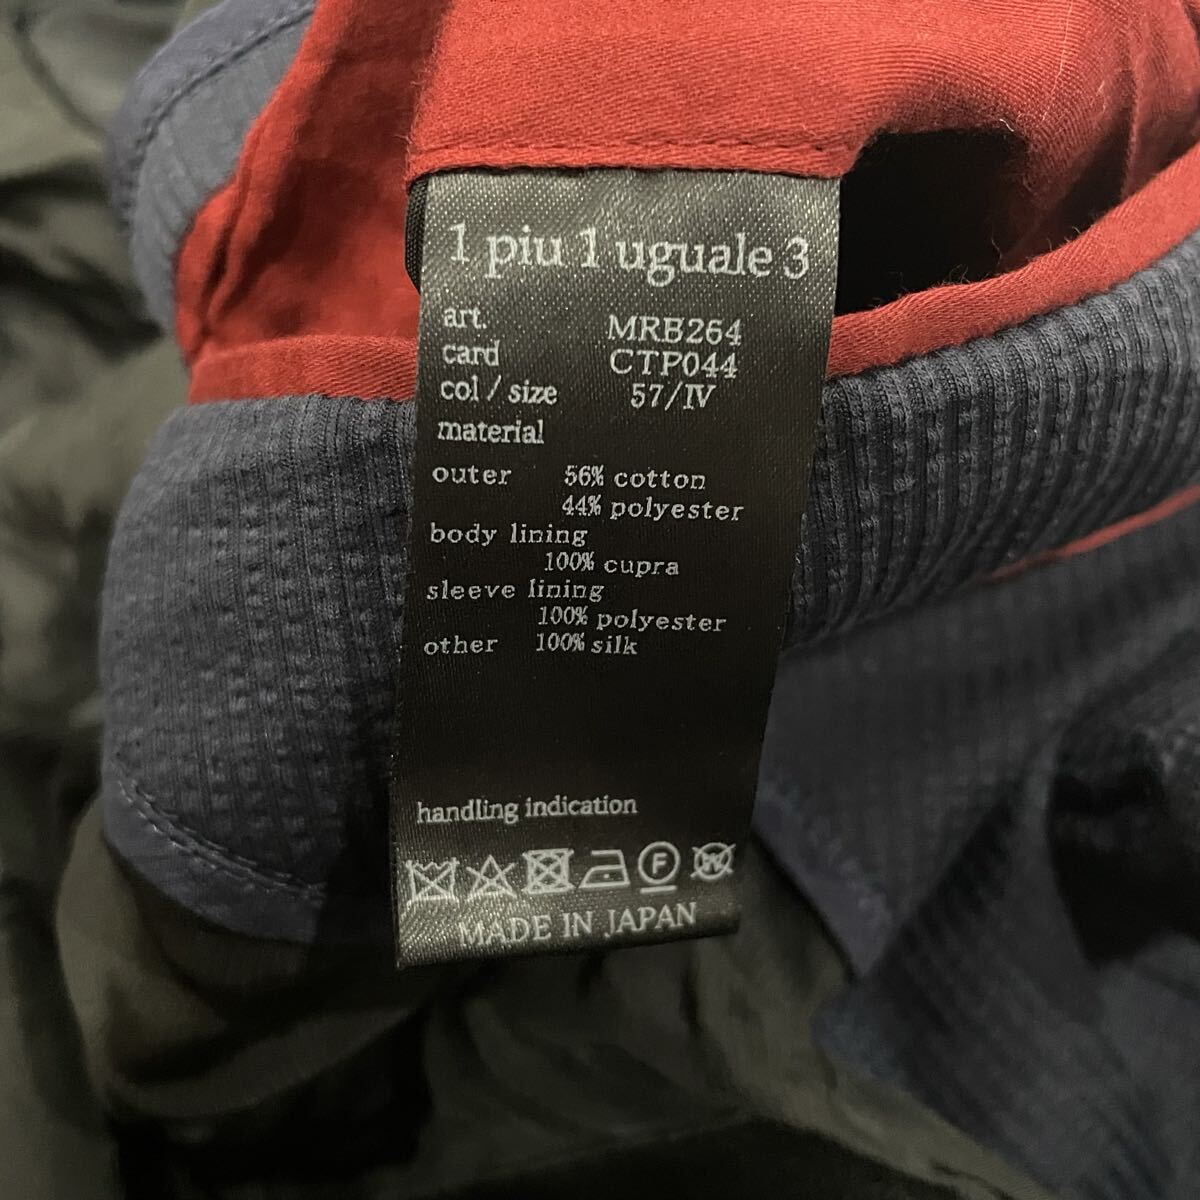 1 piu 1 uguale 3
art. MRB264
card CTP044
col / size 57/IV
material
outer 56% cotton
44% polyester
body lining
100% cupra
sleeve lining
100% polyester
other 100% silk
handling indication
F W
MADE IN JAPAN